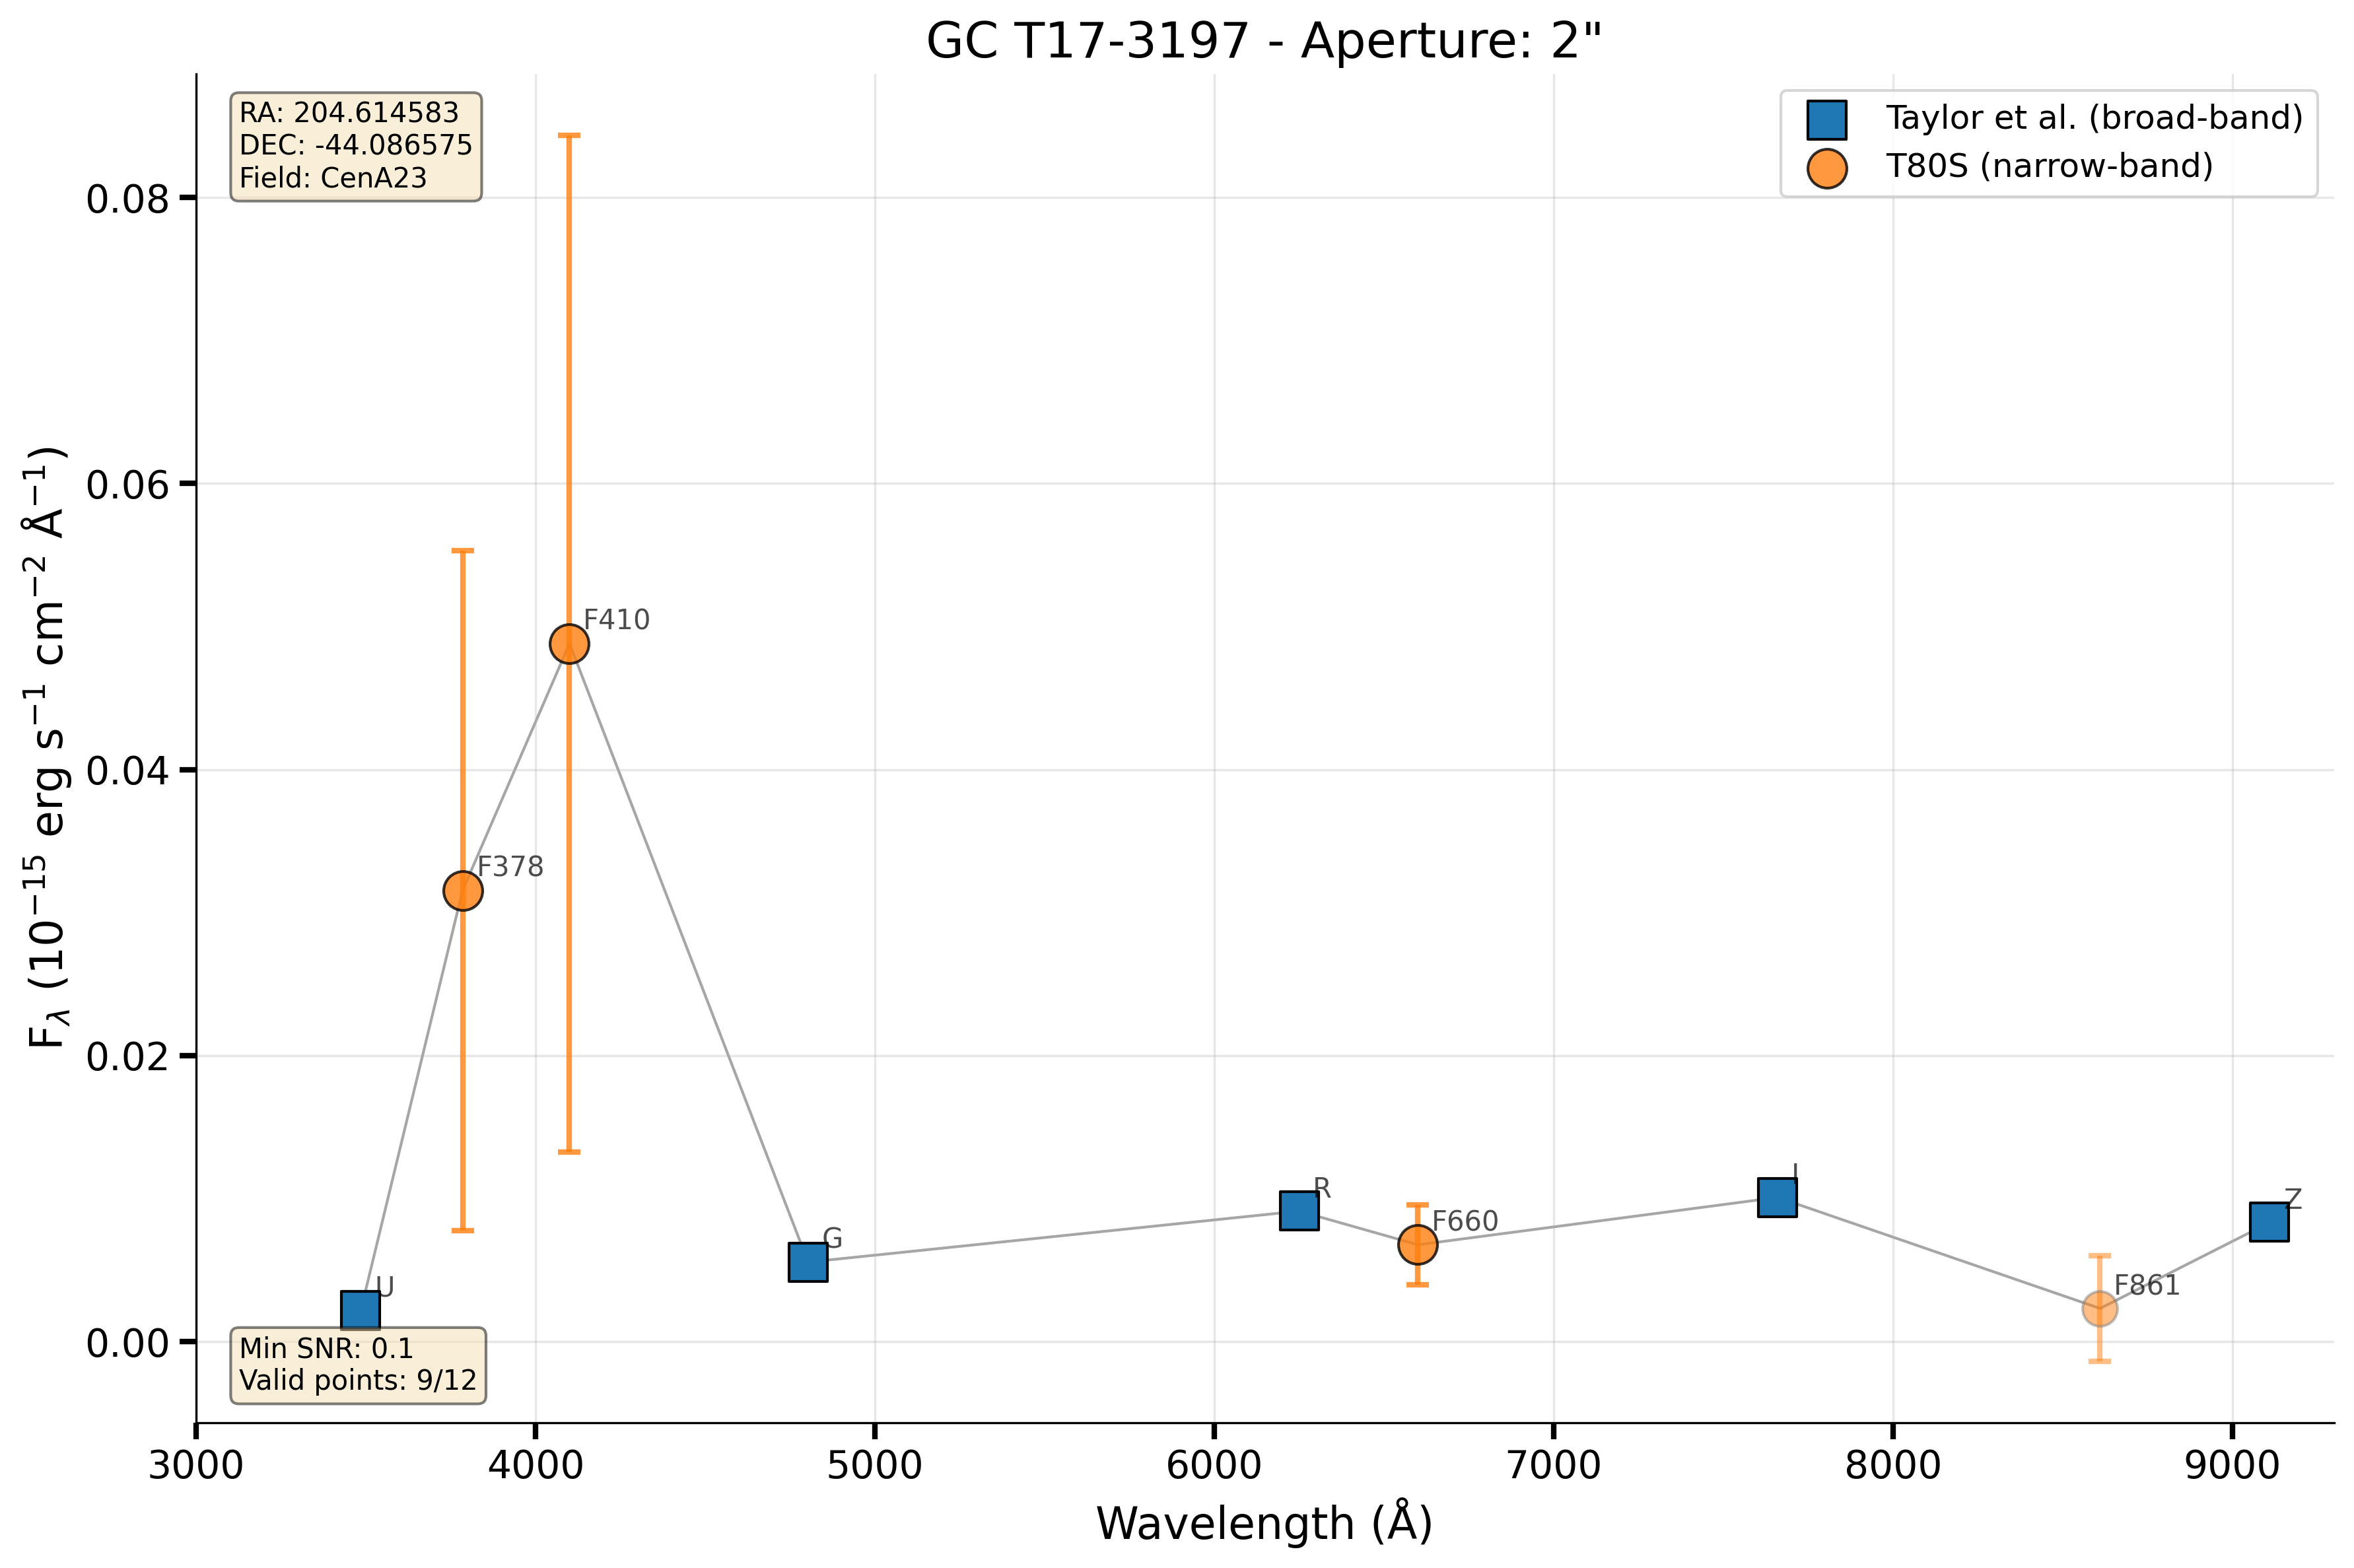 GC T17-3197 - Aperture: 2"
RA: 204.614583
DEC: -44.086575
Field: CenA23
Taylor et al. (broad-band)
T80S (narrow-band)
F$_{\lambda}$ (10$^{-15}$ erg s$^{-1}$ cm$^{-2}$ Å$^{-1}$)
0.08
0.06
0.04
0.02
0.00
F410
F378
U
G
R
F660
I
F861
Z
Min SNR: 0.1
Valid points: 9/12
3000 4000 5000 6000 7000 8000 9000
Wavelength (Å)